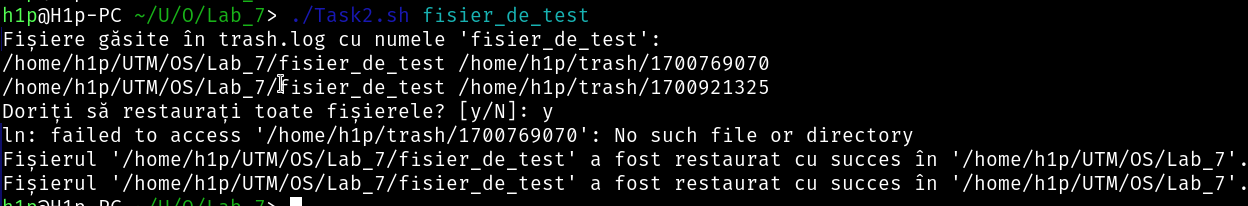 h1p@H1p-PC ~/U/O/Lab_7> ./Task2.sh fisier_de_test
Fișiere găsite în trash.log cu numele 'fisier_de_test':
/home/h1p/UTM/OS/Lab_7/fisier_de_test /home/h1p/trash/1700769070
/home/h1p/UTM/OS/Lab_7/fisier_de_test /home/h1p/trash/1700921325
Doriți să restaurați toate fișierele? [y/N]: y
ln: failed to access '/home/h1p/trash/1700769070': No such file or directory
Fișierul '/home/h1p/UTM/OS/Lab_7/fisier_de_test' a fost restaurat cu succes în '/home/h1p/UTM/OS/Lab_7'.
Fișierul '/home/h1p/UTM/OS/Lab_7/fisier_de_test' a fost restaurat cu succes în '/home/h1p/UTM/OS/Lab_7'.
h1p@H1p-PC ~/U/O/Lab_7>